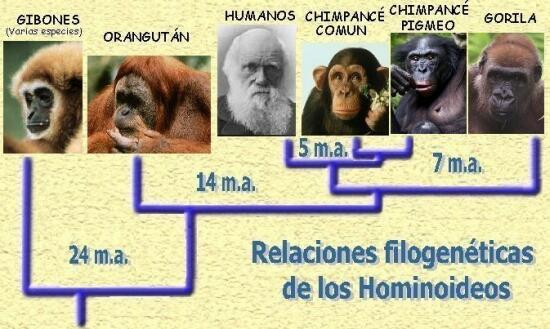 GIBONES
(Varias especies)
ORANGUTÁN
HUMANOS
CHIMPANCÉ
COMUN
CHIMPANCÉ
PIGMEO
GORILA
5 m.a.
7 m.a.
14 m.a.
24 m.a.
Relaciones filogenéticas
de los Hominoideos